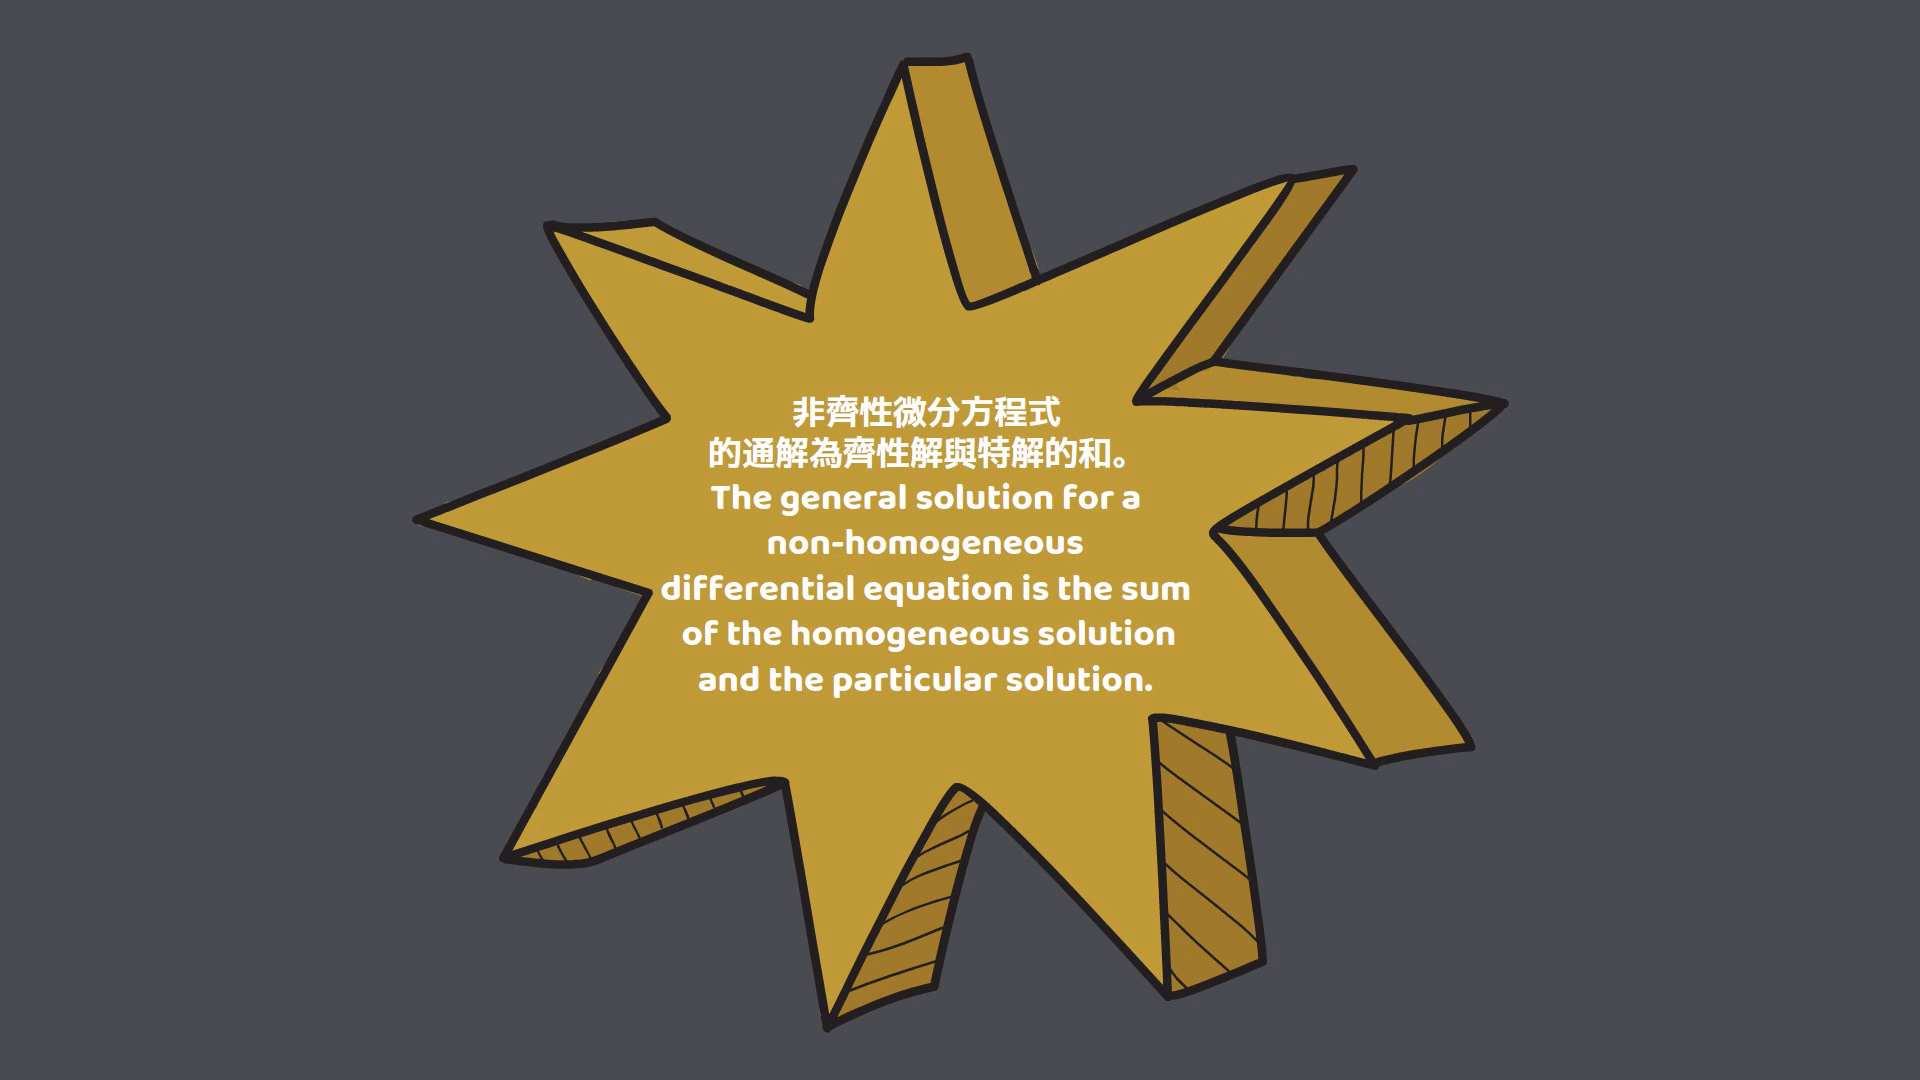 非齊性微分方程式
的通解為齊性解與特解的和。
The general solution for a
non-homogeneous
differential equation is the sum
of the homogeneous solution
and the particular solution.